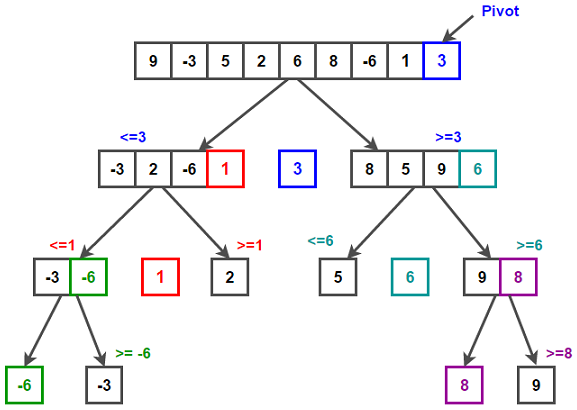 Pivot
9 -3 5 2 6 8 -6 1 3
<=3 >=3
-3 2 -6 1 3 8 5 9 6
<=1 >=1 <=6 >=6
-3 -6 1 2 5 6 9 8
>= -6 >=8
-6 -3 8 9